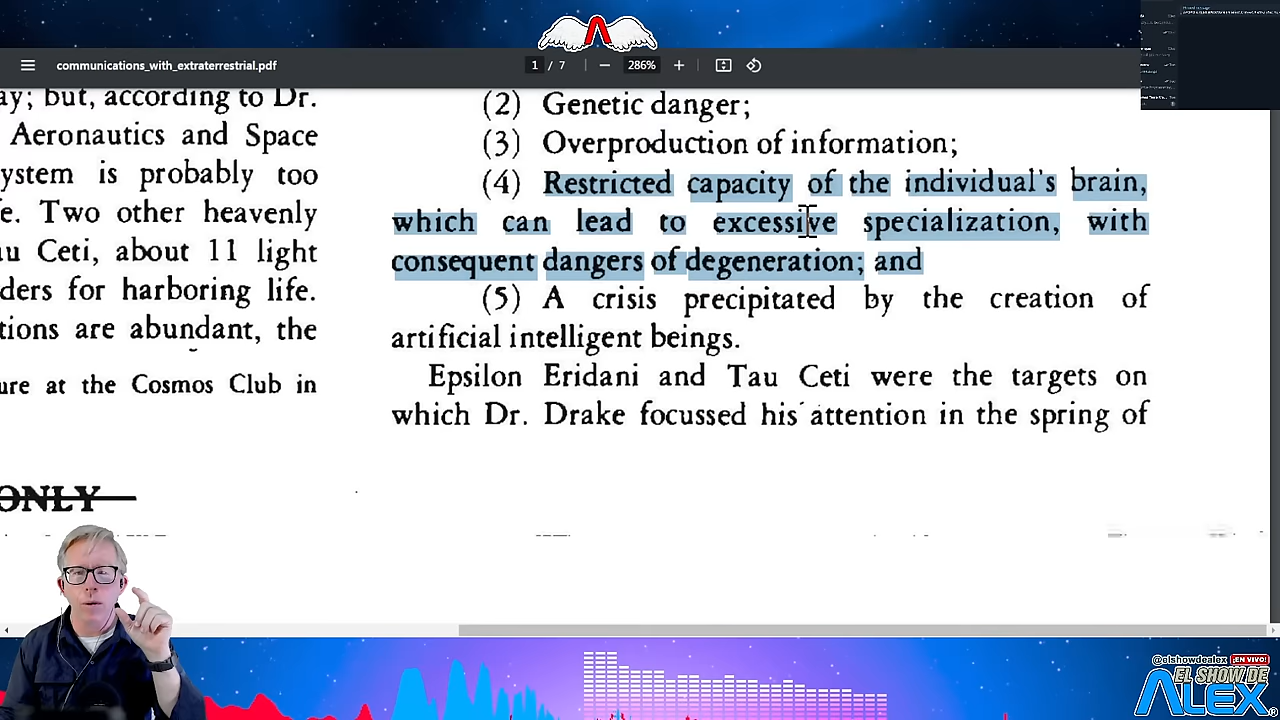 communications_with_extraterrestrial.pdf
1 / 7
286%
ay; but, according to Dr.
Aeronautics and Space
ystem is probably too
e. Two other heavenly
au Ceti, about 11 light
ders for harboring life.
tions are abundant, the
ure at the Cosmos Club in
ONLY
(2) Genetic danger;
(3) Overproduction of information;
(4) Restricted capacity of the individual's brain,
which can lead to excessive specialization, with
consequent dangers of degeneration; and
(5) A crisis precipitated by the creation of
artificial intelligent beings.
Epsilon Eridani and Tau Ceti were the targets on
which Dr. Drake focussed his attention in the spring of
@elshowdealex ¡EN VIVO!
EL SHOW DE
ALEX